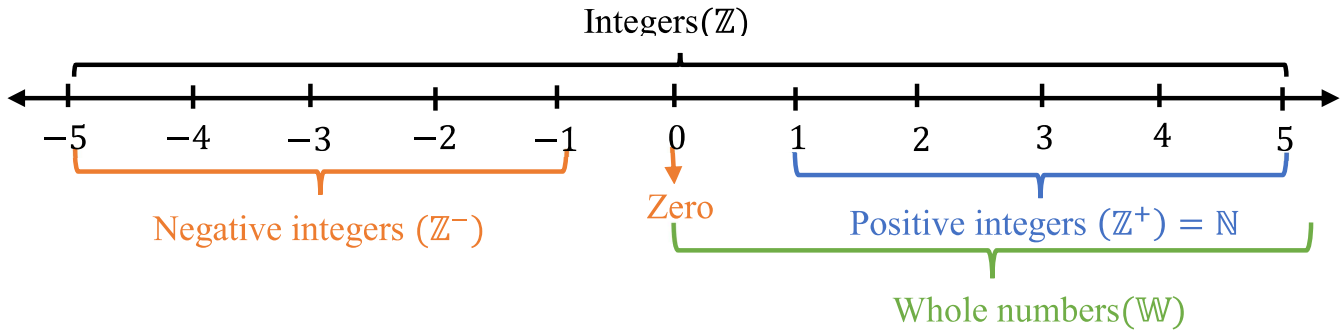 Integers(ℤ)
−5 −4 −3 −2 −1 0 1 2 3 4 5
Zero
Negative integers (ℤ⁻)
Positive integers (ℤ⁺) = ℕ
Whole numbers(𝕎)